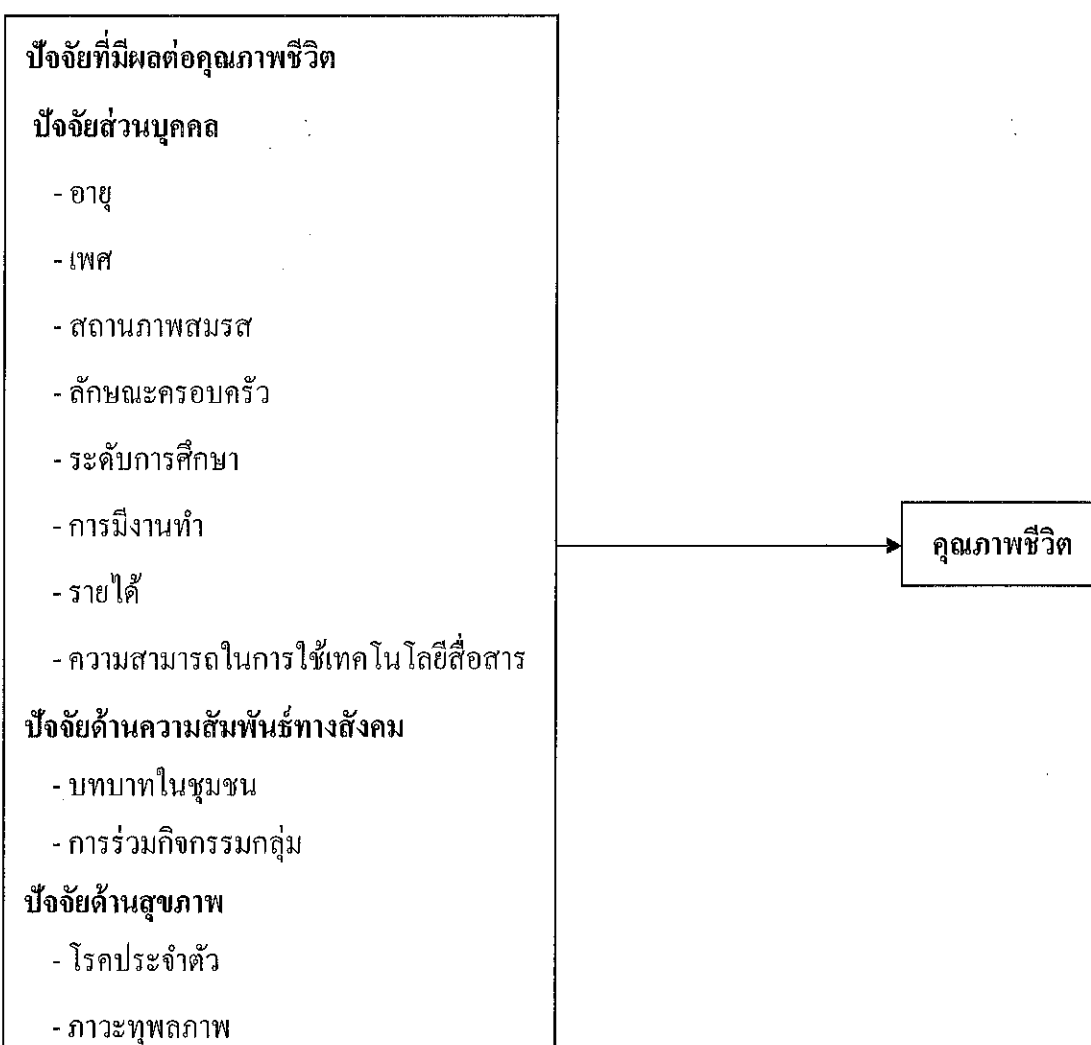 ปัจจัยที่มีผลต่อคุณภาพชีวิต
ปัจจัยส่วนบุคคล
- อายุ
- เพศ
- สถานภาพสมรส
- ลักษณะครอบครัว
- ระดับการศึกษา
- การมีงานทำ
- รายได้
- ความสามารถในการใช้เทคโนโลยีสื่อสาร
ปัจจัยด้านความสัมพันธ์ทางสังคม
- บทบาทในชุมชน
- การร่วมกิจกรรมกลุ่ม
ปัจจัยด้านสุขภาพ
- โรคประจำตัว
- ภาวะทุพลภาพ
คุณภาพชีวิต